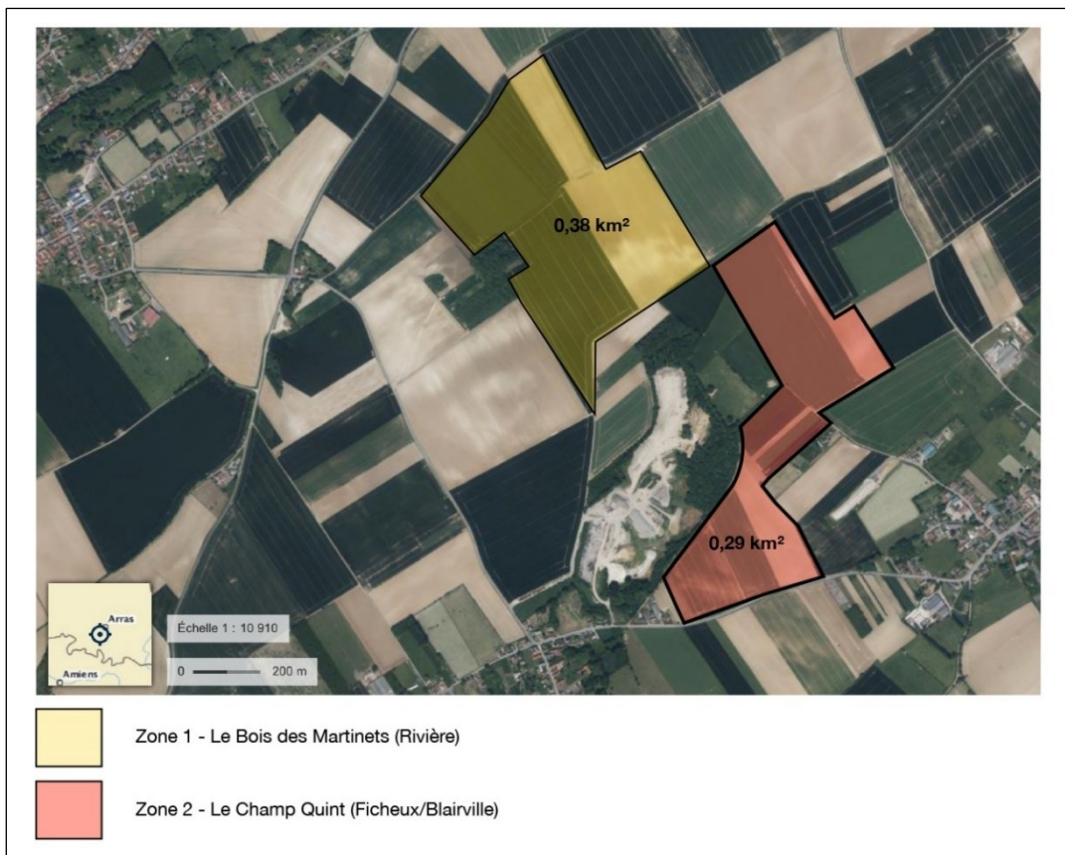 0,38 km²
0,29 km²
Arras
Amiens
Échelle 1 : 10 910
0 200 m
Zone 1 - Le Bois des Martinets (Rivière)
Zone 2 - Le Champ Quint (Ficheux/Blairville)